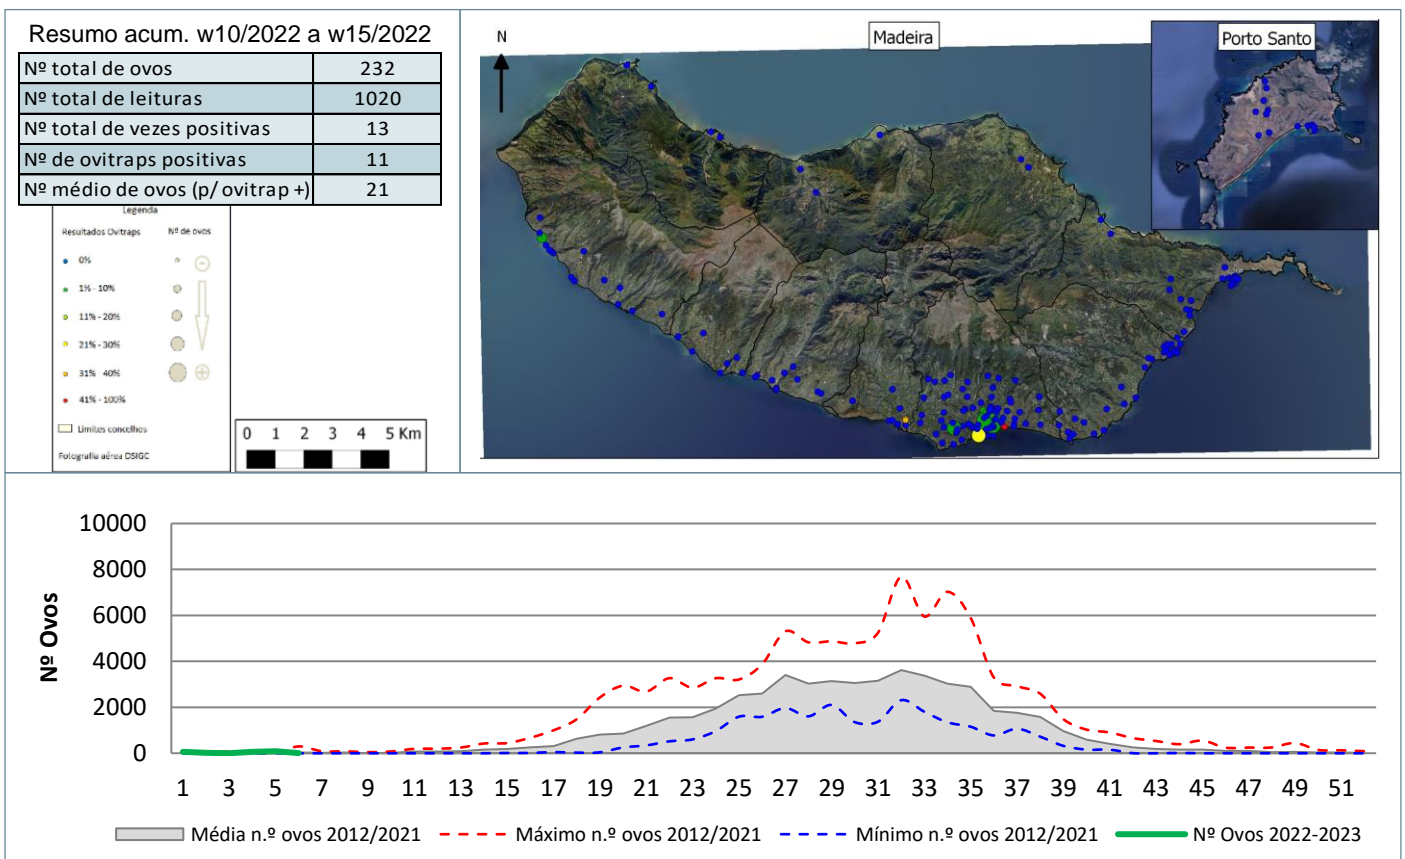 Resumo acum. w10/2022 a w15/2022
Nº total de ovos 232
Nº total de leituras 1020
Nº total de vezes positivas 13
Nº de ovitraps positivas 11
Nº médio de ovos (p/ ovitrap +) 21
Legenda
Resultados Ovitraps Nº de ovos
0%
1% - 10%
11% - 20%
21% - 30%
31% 40%
41% - 100%
Limites concelhos
Fotografia aérea DSIGC
0 1 2 3 4 5 Km
N
Madeira
Porto Santo
10000
8000
6000
4000
2000
0
Nº Ovos
1 3 5 7 9 11 13 15 17 19 21 23 25 27 29 31 33 35 37 39 41 43 45 47 49 51
Média n.º ovos 2012/2021 Máximo n.º ovos 2012/2021 Mínimo n.º ovos 2012/2021 Nº Ovos 2022-2023